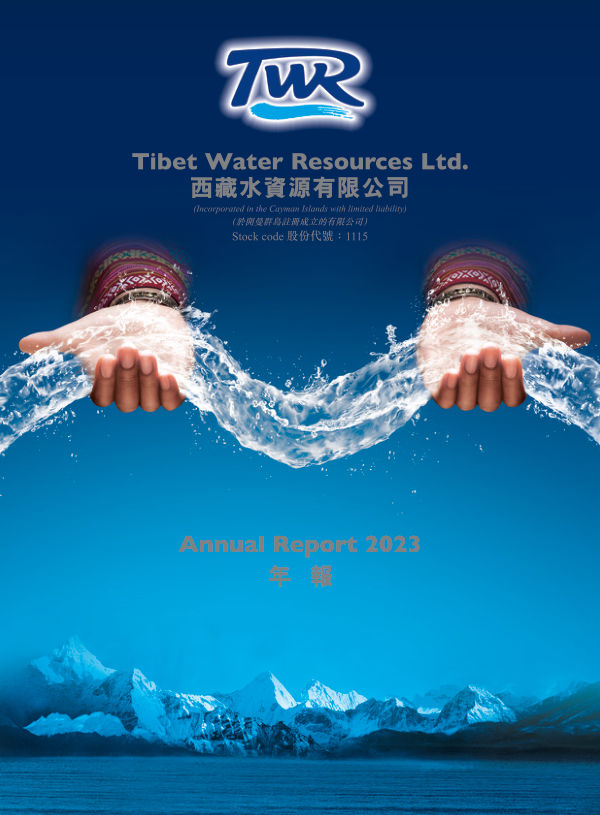 TWR
Tibet Water Resources Ltd.
西藏水資源有限公司
(Incorporated in the Cayman Islands with limited liability)
（於開曼群島註冊成立的有限公司）
Stock code 股份代號：1115
Annual Report 2023
年 報